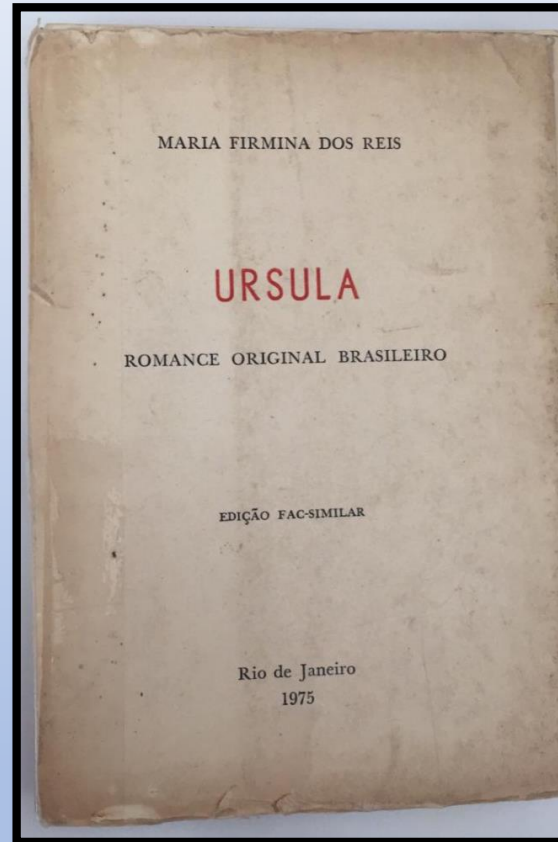 MARIA FIRMINA DOS REIS
URSULA
ROMANCE ORIGINAL BRASILEIRO
EDIÇÃO FAC-SIMILAR
Rio de Janeiro
1975